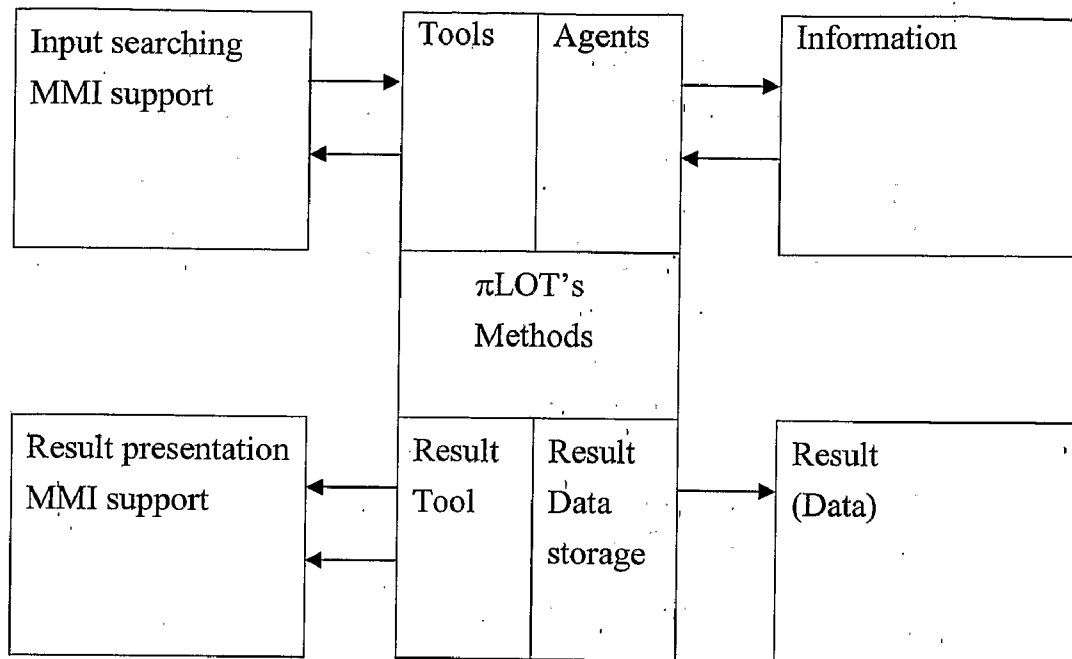 Input searching
MMI support
Tools
Agents
Information
πLOT's
Methods
Result presentation
MMI support
Result
Tool
Result
Data
storage
Result
(Data)